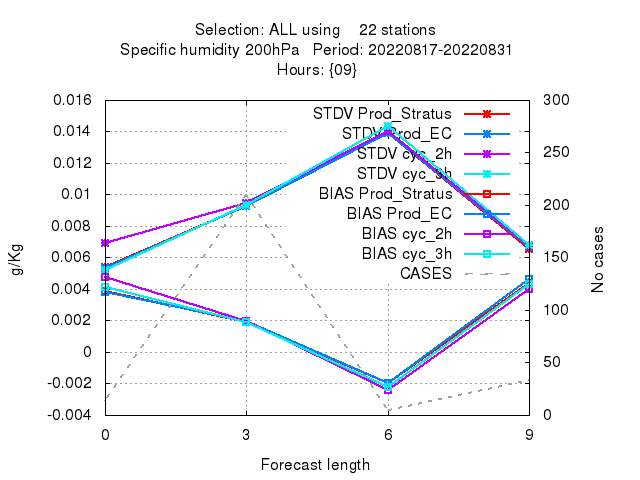 Selection: ALL using 22 stations
Specific humidity 200hPa Period: 20220817-20220831
Hours: {09}
0.016
0.014
0.012
0.01
0.008
0.006
0.004
0.002
0
-0.002
-0.004
g/Kg
STDV Prod_Stratus
STDV Prod_EC
STDV cyc_2h
STDV cyc_3h
BIAS Prod_Stratus
BIAS Prod_EC
BIAS cyc_2h
BIAS cyc_3h
CASES
300
250
200
150
100
50
0
No cases
0 3 6 9
Forecast length